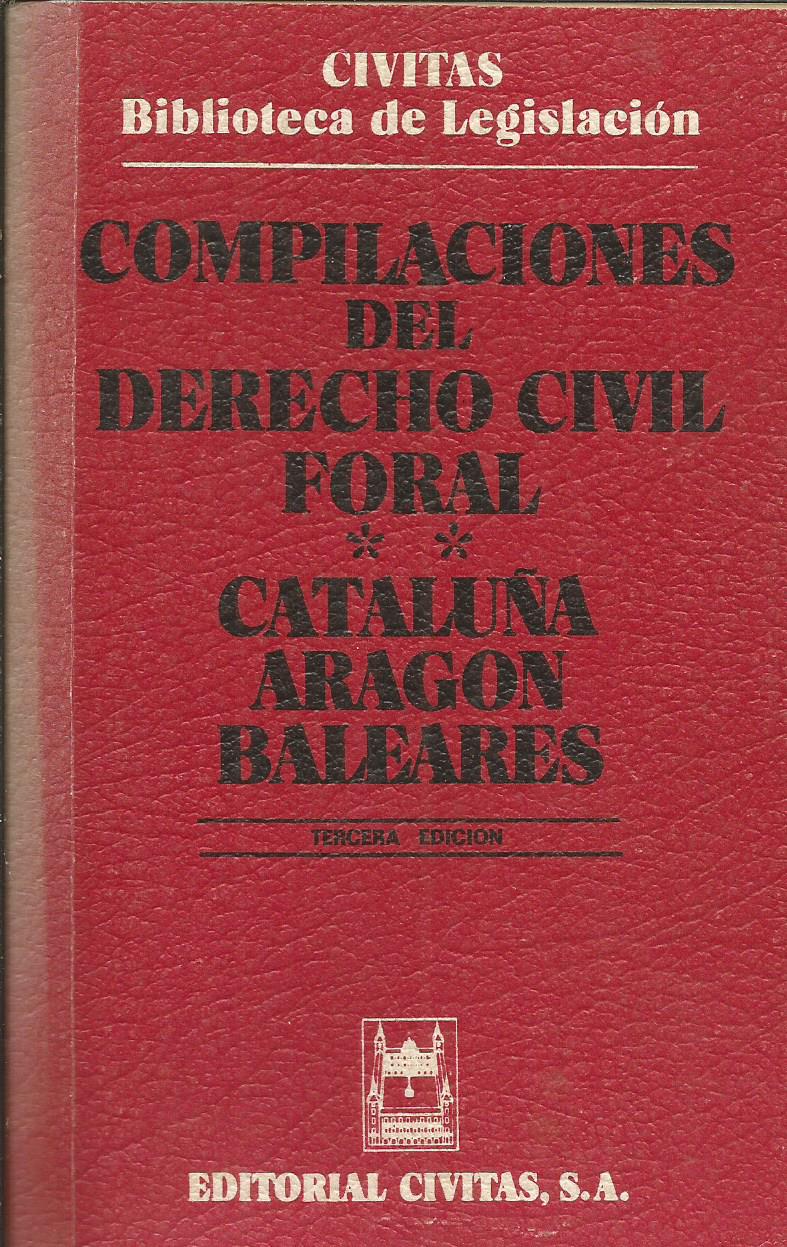 CIVITAS
Biblioteca de Legislación
COMPILACIONES
DEL
DERECHO CIVIL
FORAL
* *
CATALUÑA
ARAGON
BALEARES
TERCERA EDICION
EDITORIAL CIVITAS, S.A.